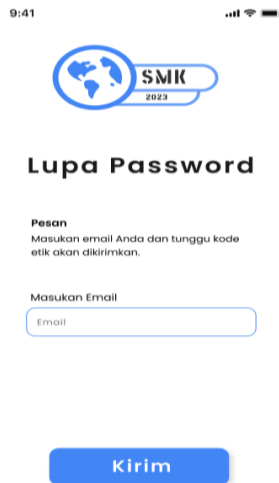 9:41
SMK
2023
Lupa Password
Pesan
Masukan email Anda dan tunggu kode
etik akan dikirimkan.
Masukan Email
Email
Kirim